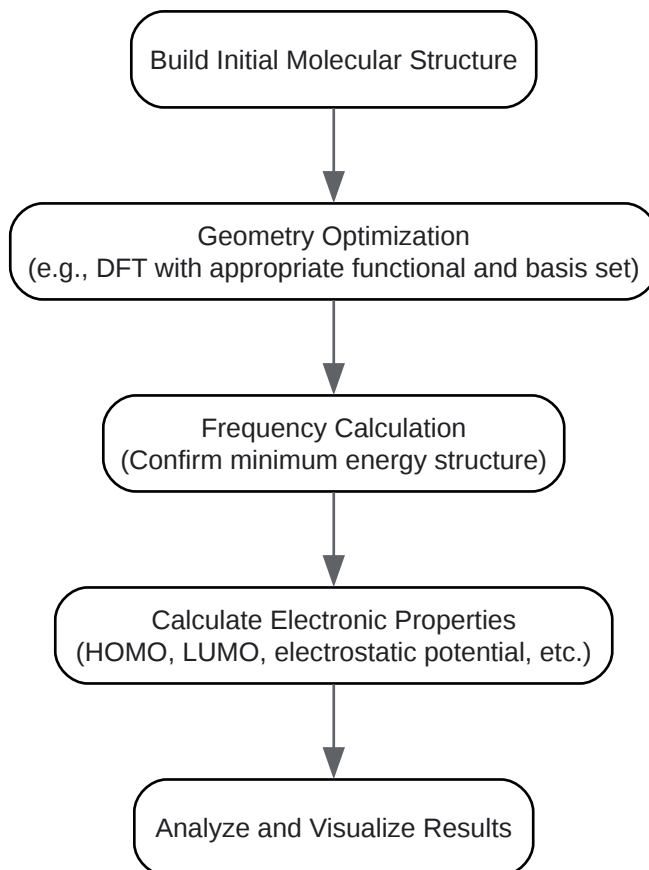 Build Initial Molecular Structure
Geometry Optimization
(e.g., DFT with appropriate functional and basis set)
Frequency Calculation
(Confirm minimum energy structure)
Calculate Electronic Properties
(HOMO, LUMO, electrostatic potential, etc.)
Analyze and Visualize Results